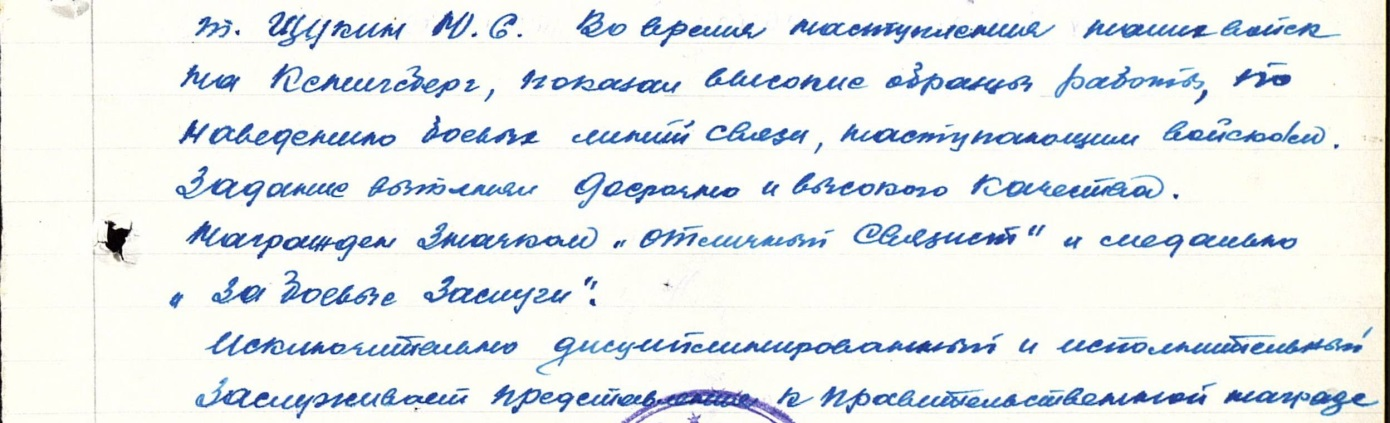 т. Щукин М. С. Во время наступления наших войск
на Кенигсберг, показал высокие образцы работы, по
наведению боевых линий связи, наступающим войскам.
Задание выполнял досрочно и высокого качества.
Награжден значком „Отличный связист" и медалью
„За боевые заслуги".
Исключительно дисциплинированный и исполнительный
Заслуживает представления к правительственной награде